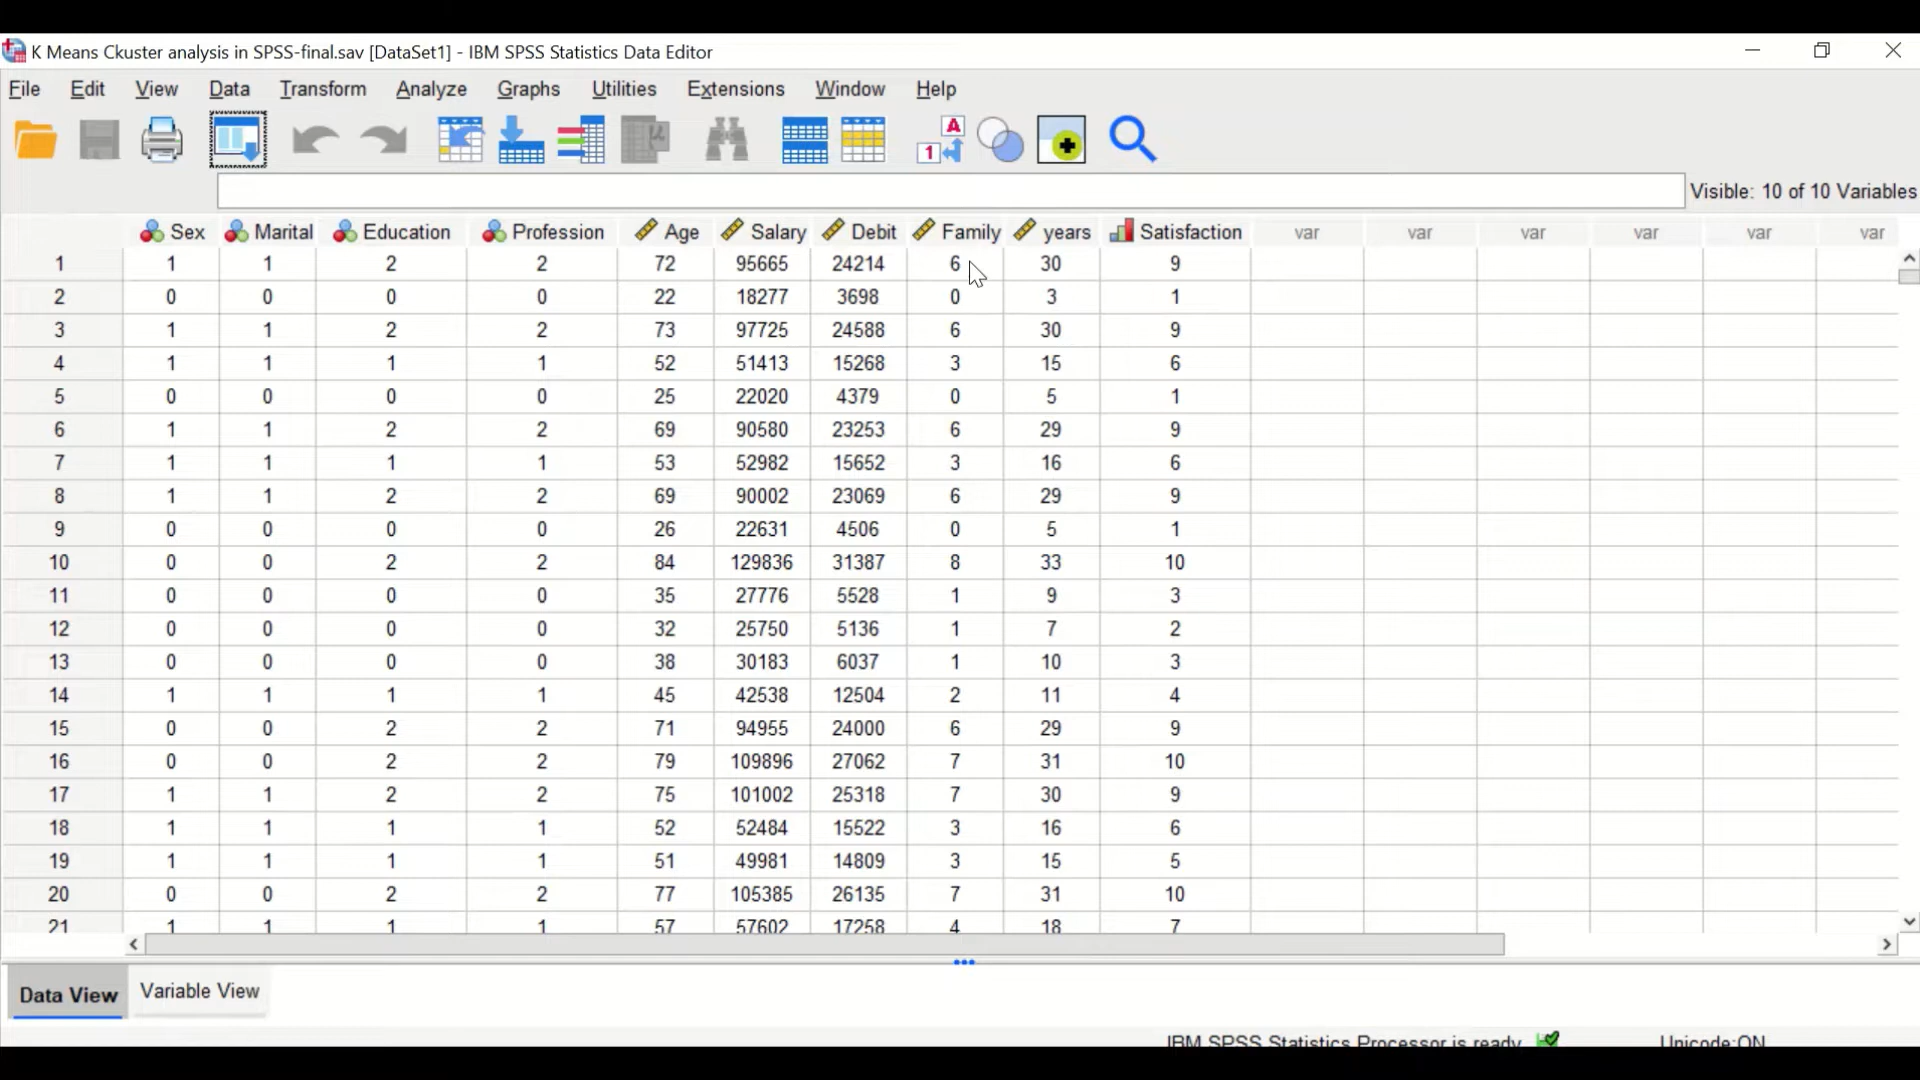 K Means Ckuster analysis in SPSS-final.sav [DataSet1] - IBM SPSS Statistics Data Editor
File Edit View Data Transform Analyze Graphs Utilities Extensions Window Help
A
1
Visible: 10 of 10 Variables
Sex Marital Education Profession Age Salary Debit Family years Satisfaction var var var var var var
1 1 1 2 2 72 95665 24214 6 30 9
2 0 0 0 0 22 18277 3698 0 3 1
3 1 1 2 2 73 97725 24588 6 30 9
4 1 1 1 1 52 51413 15268 3 15 6
5 0 0 0 0 25 22020 4379 0 5 1
6 1 1 2 2 69 90580 23253 6 29 9
7 1 1 1 1 53 52982 15652 3 16 6
8 1 1 2 2 69 90002 23069 6 29 9
9 0 0 0 0 26 22631 4506 0 5 1
10 0 0 2 2 84 129836 31387 8 33 10
11 0 0 0 0 35 27776 5528 1 9 3
12 0 0 0 0 32 25750 5136 1 7 2
13 0 0 0 0 38 30183 6037 1 10 3
14 1 1 1 1 45 42538 12504 2 11 4
15 0 0 2 2 71 94955 24000 6 29 9
16 0 0 2 2 79 109896 27062 7 31 10
17 1 1 2 2 75 101002 25318 7 30 9
18 1 1 1 1 52 52484 15522 3 16 6
19 1 1 1 1 51 49981 14809 3 15 5
20 0 0 2 2 77 105385 26135 7 31 10
21 1 1 1 1 57 57602 17258 4 18 7
Data View Variable View
IBM SPSS Statistics Processor is ready Unicode:ON